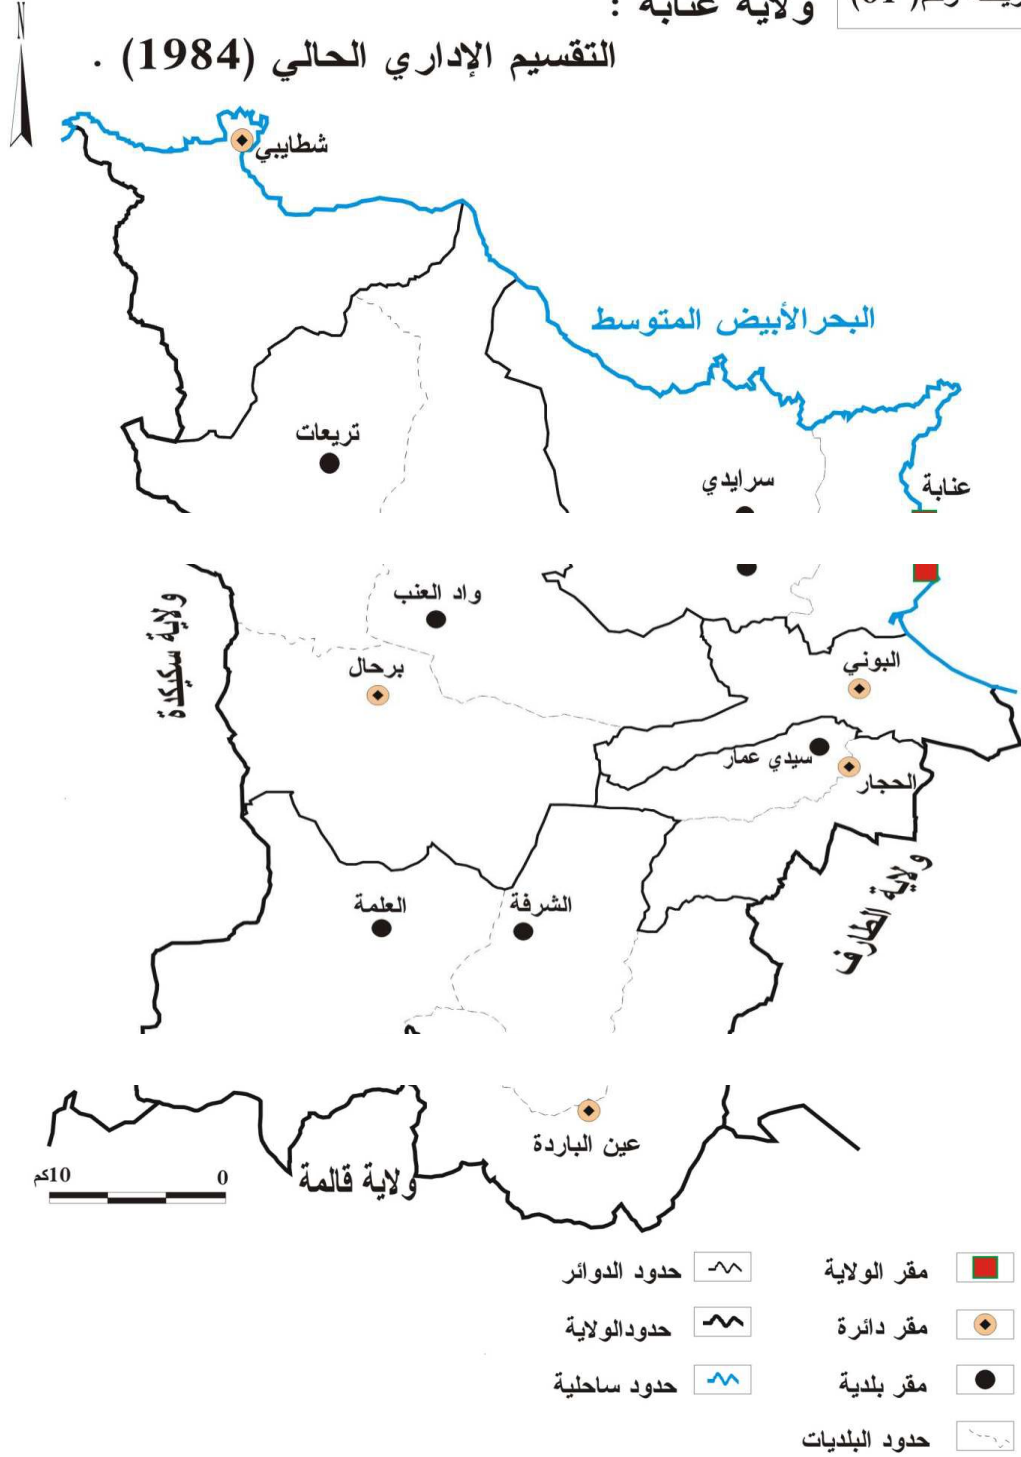 ولاية عنابة :
التقسيم الإداري الحالي (1984) .
N
شطايبي
البحر الأبيض المتوسط
تريعات
سرايدي
عنابة
واد العنب
ولاية سكيكدة
برحال
البوني
سيدي عمار
الحجار
ولاية الطارف
العلمة
الشرفة
عين الباردة
ولاية قالمة
10كم
0
مقر الولاية
حدود الدوائر
مقر دائرة
حدودالولاية
مقر بلدية
حدود ساحلية
حدود البلديات